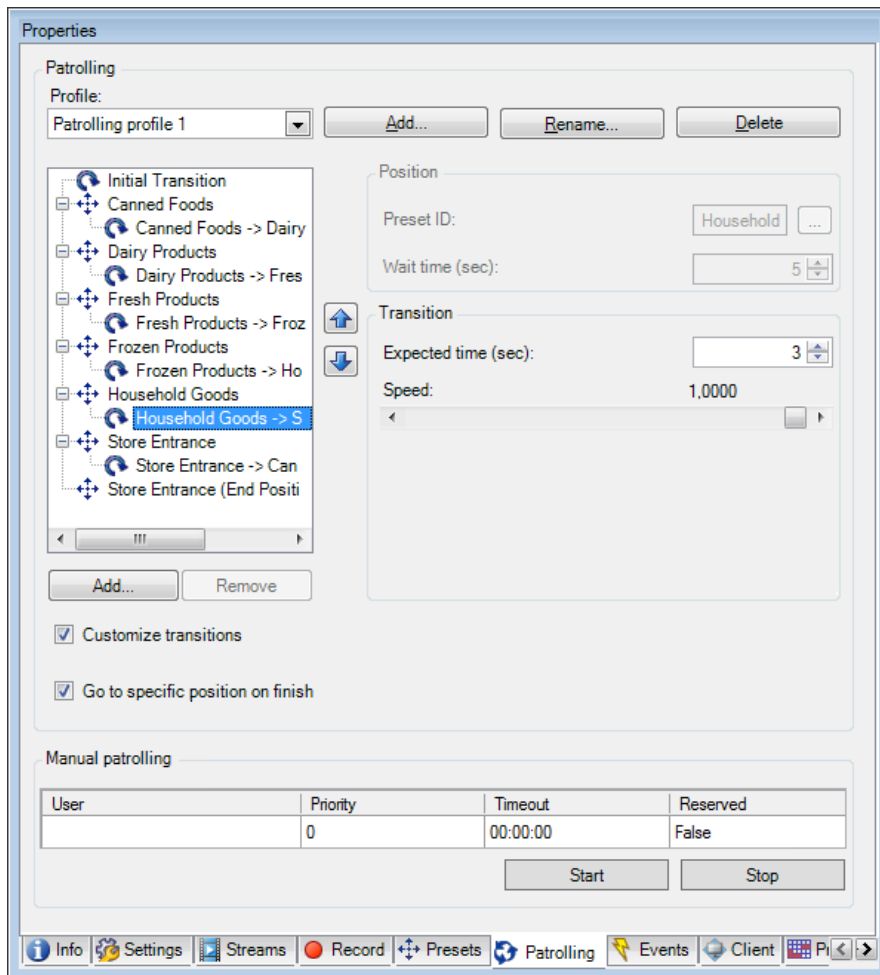 Properties
Patrolling
Profile:
Patrolling profile 1
Add...
Rename...
Delete
Initial Transition
Canned Foods
Canned Foods -> Dairy
Dairy Products
Dairy Products -> Fres
Fresh Products
Fresh Products -> Froz
Frozen Products
Frozen Products -> Ho
Household Goods
Household Goods -> S
Store Entrance
Store Entrance -> Can
Store Entrance (End Positi
Add...
Remove
Position
Preset ID:
Household
...
Wait time (sec):
5
Transition
Expected time (sec):
3
Speed:
1,0000
Customize transitions
Go to specific position on finish
Manual patrolling
User Priority Timeout Reserved
0 00:00:00 False
Start
Stop
Info Settings Streams Record Presets Patrolling Events Client